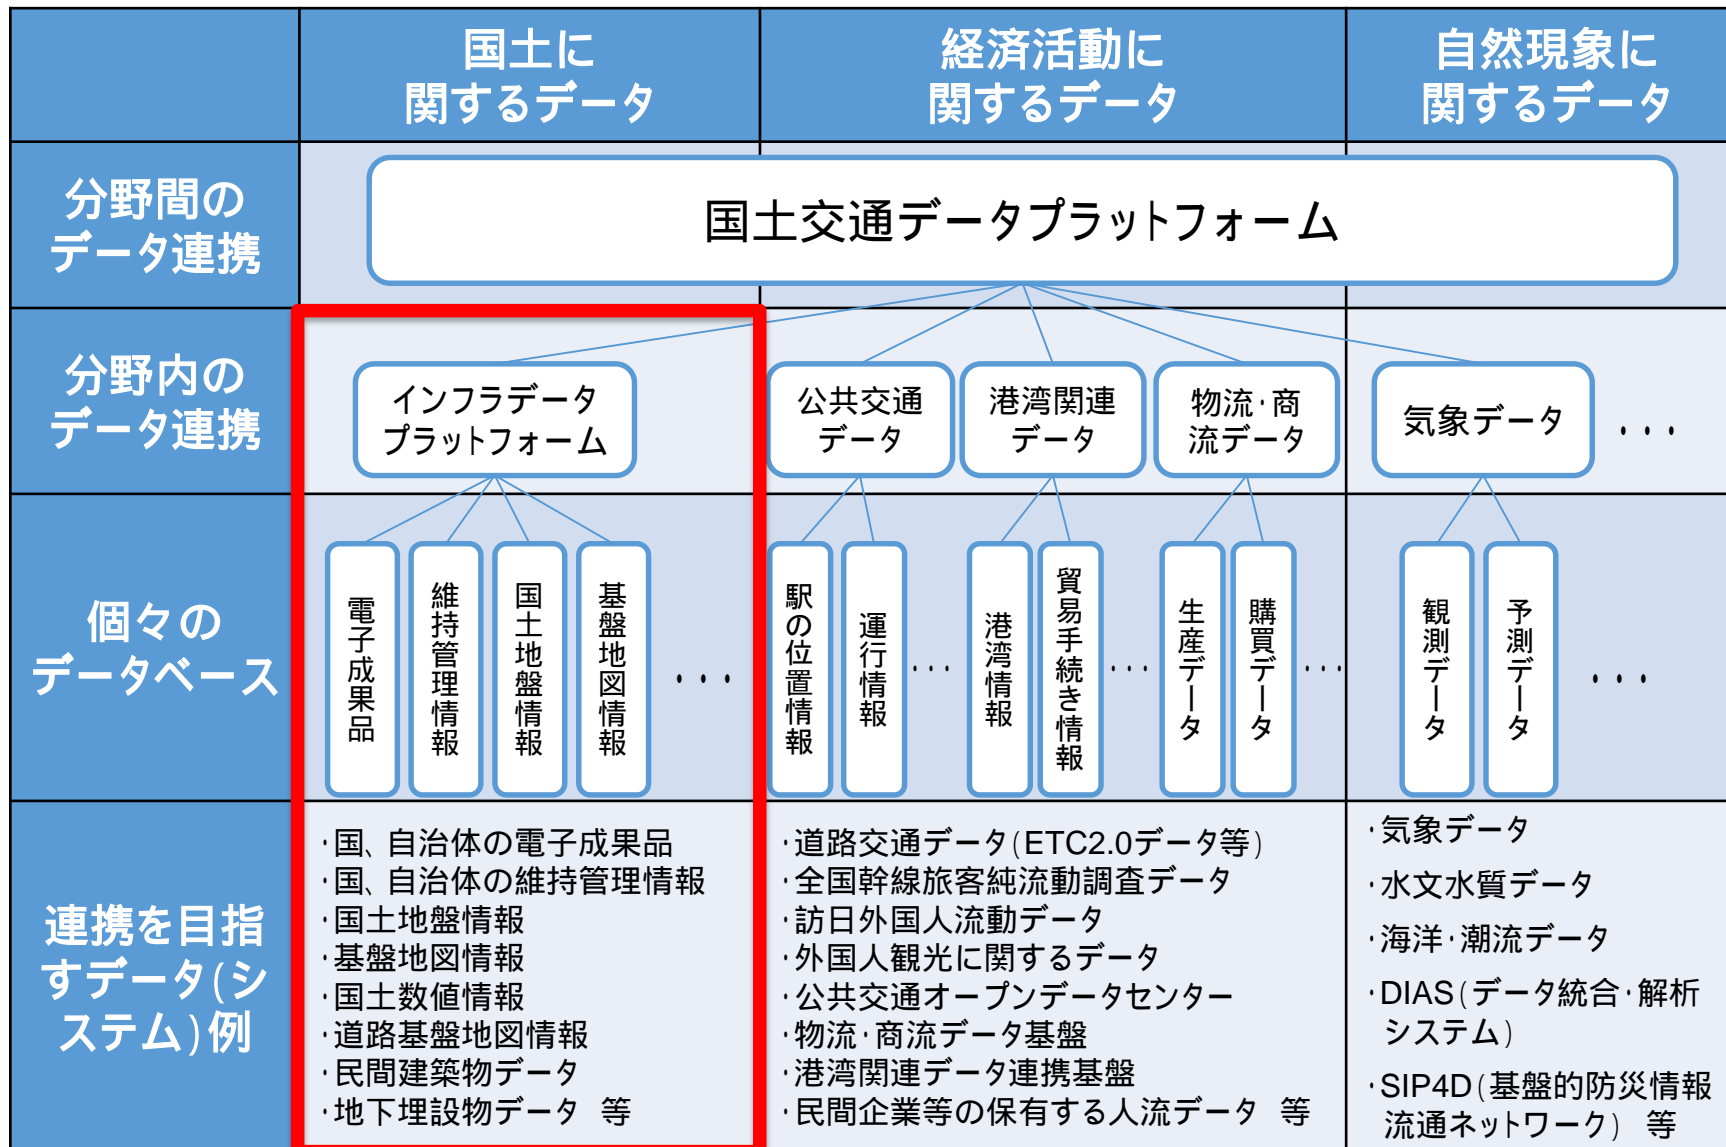 国土に
関するデータ
経済活動に
関するデータ
自然現象に
関するデータ
分野間の
データ連携
国土交通データプラットフォーム
分野内の
データ連携
インフラデータ
プラットフォーム
公共交通
データ
港湾関連
データ
物流・商
流データ
気象データ
・・・
個々の
データベース
電子成果品
維持管理情報
国土地盤情報
基盤地図情報
・・・
駅の位置情報
運行情報
・・・
港湾情報
貿易手続き情報
・・・
生産データ
購買データ
・・・
観測データ
予測データ
・・・
連携を目指
すデータ(シ
ステム)例
・国、自治体の電子成果品
・国、自治体の維持管理情報
・国土地盤情報
・基盤地図情報
・国土数値情報
・道路基盤地図情報
・民間建築物データ
・地下埋設物データ 等
・道路交通データ(ETC2.0データ等)
・全国幹線旅客純流動調査データ
・訪日外国人流動データ
・外国人観光に関するデータ
・公共交通オープンデータセンター
・物流・商流データ基盤
・港湾関連データ連携基盤
・民間企業等の保有する人流データ 等
・気象データ
・水文水質データ
・海洋・潮流データ
・DIAS(データ統合・解析
システム)
・SIP4D(基盤的防災情報
流通ネットワーク) 等